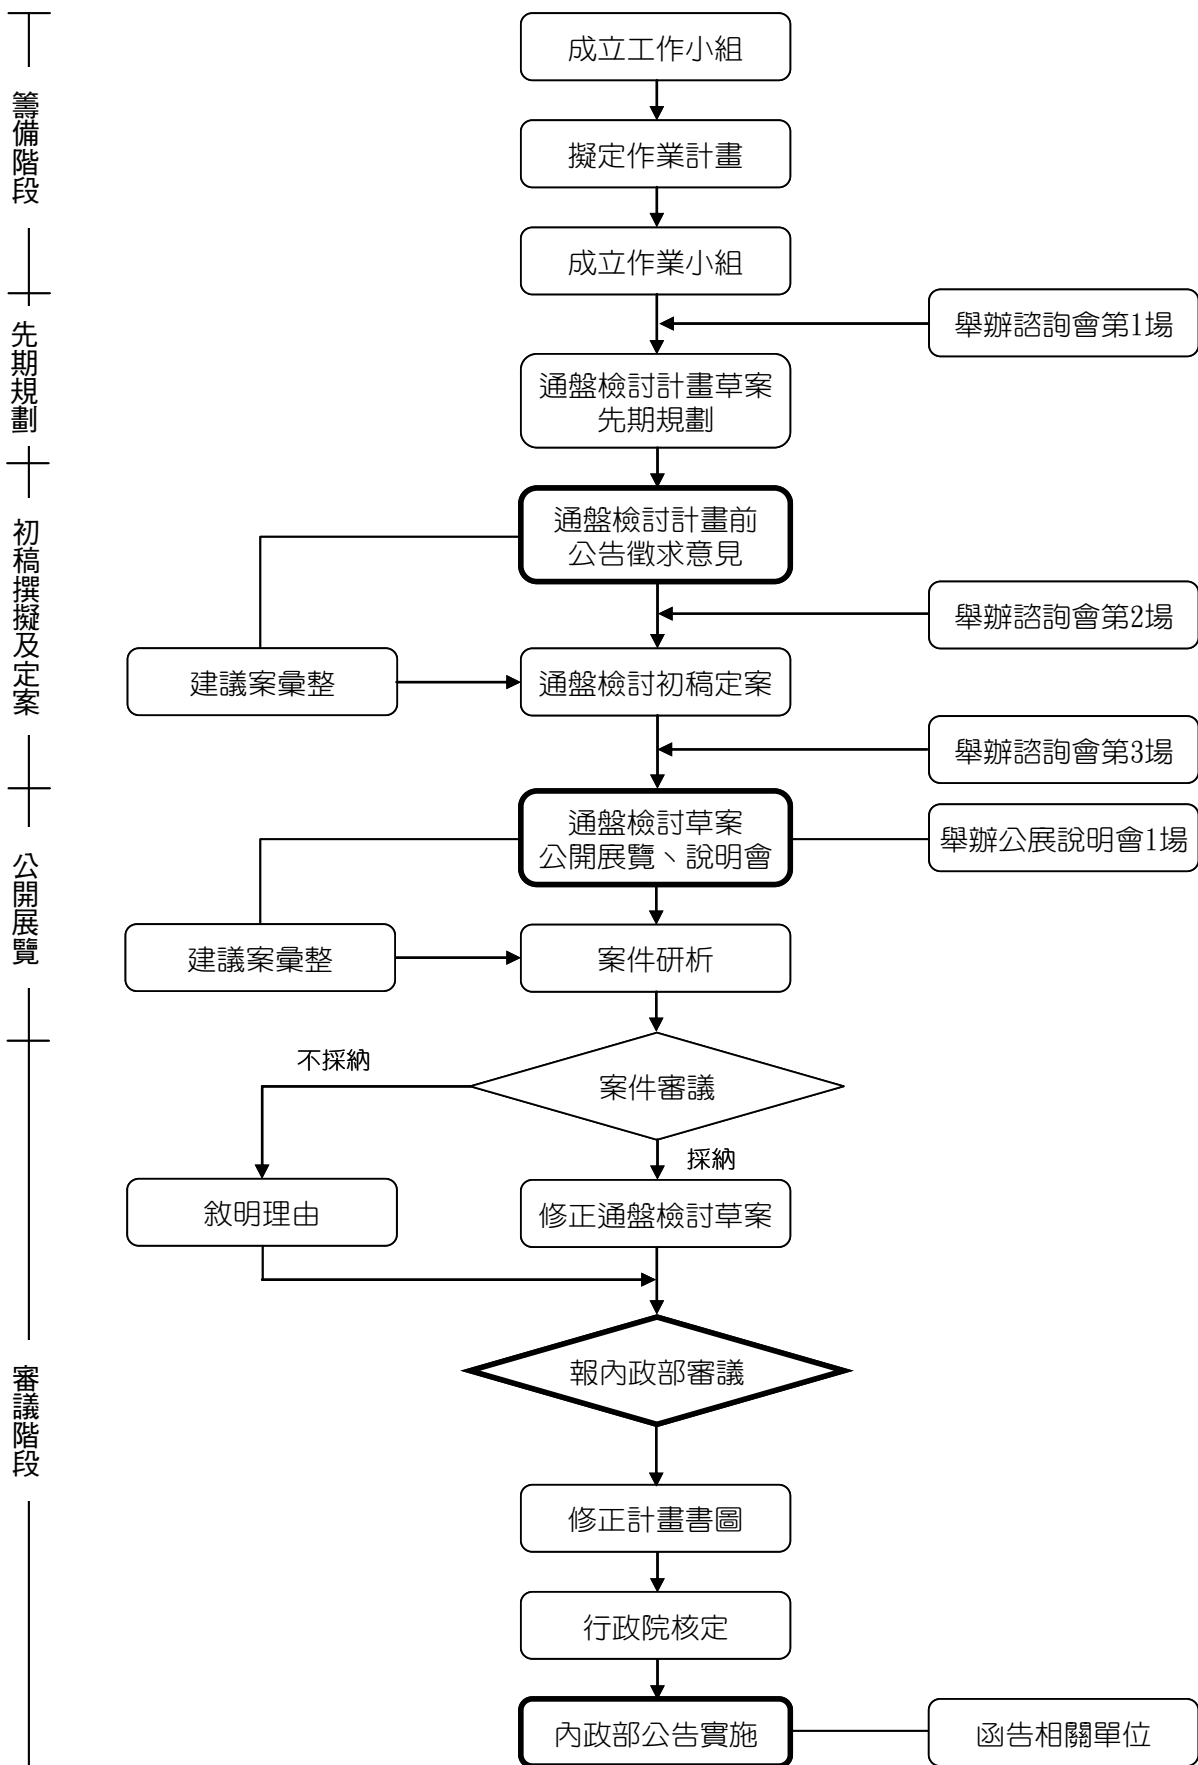 籌備階段
成立工作小組
擬定作業計畫
成立作業小組
先期規劃
舉辦諮詢會第1場
通盤檢討計畫草案
先期規劃
初稿撰擬及定案
通盤檢討計畫前
公告徵求意見
舉辦諮詢會第2場
建議案彙整
通盤檢討初稿定案
舉辦諮詢會第3場
公開展覽
通盤檢討草案
公開展覽、說明會
舉辦公展說明會1場
建議案彙整
案件研析
審議階段
案件審議
不採納
採納
敘明理由
修正通盤檢討草案
報內政部審議
修正計畫書圖
行政院核定
內政部公告實施
函告相關單位